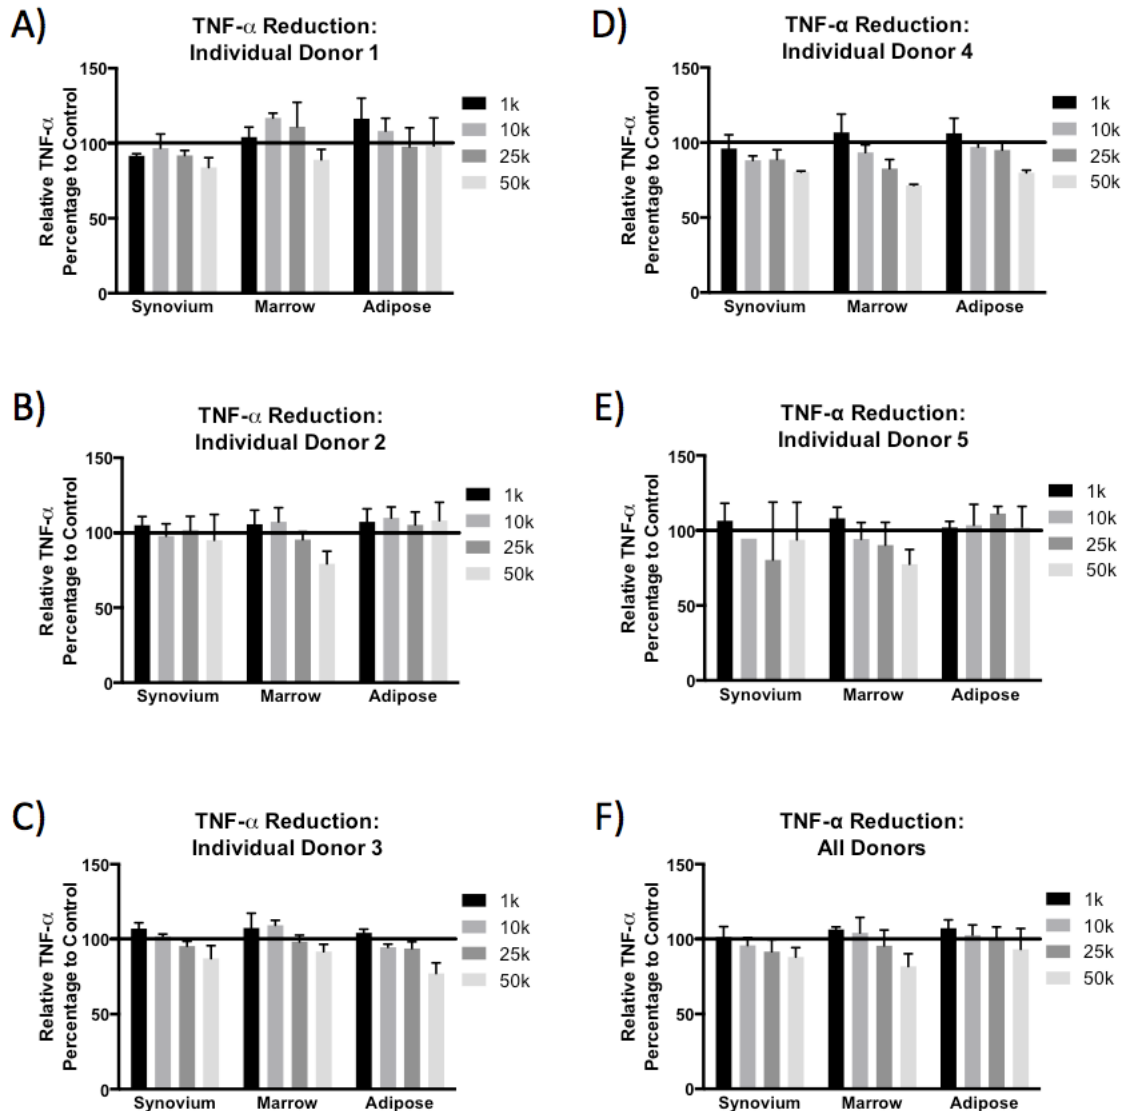 A)
TNF-α Reduction:
Individual Donor 1
Relative TNF-α
Percentage to Control
150
100
50
0
Synovium Marrow Adipose
1k
10k
25k
50k
B)
TNF-α Reduction:
Individual Donor 2
Relative TNF-α
Percentage to Control
150
100
50
0
Synovium Marrow Adipose
1k
10k
25k
50k
C)
TNF-α Reduction:
Individual Donor 3
Relative TNF-α
Percentage to Control
150
100
50
0
Synovium Marrow Adipose
1k
10k
25k
50k
D)
TNF-α Reduction:
Individual Donor 4
Relative TNF-α
Percentage to Control
150
100
50
0
Synovium Marrow Adipose
1k
10k
25k
50k
E)
TNF-α Reduction:
Individual Donor 5
Relative TNF-α
Percentage to Control
150
100
50
0
Synovium Marrow Adipose
1k
10k
25k
50k
F)
TNF-α Reduction:
All Donors
Relative TNF-α
Percentage to Control
150
100
50
0
Synovium Marrow Adipose
1k
10k
25k
50k